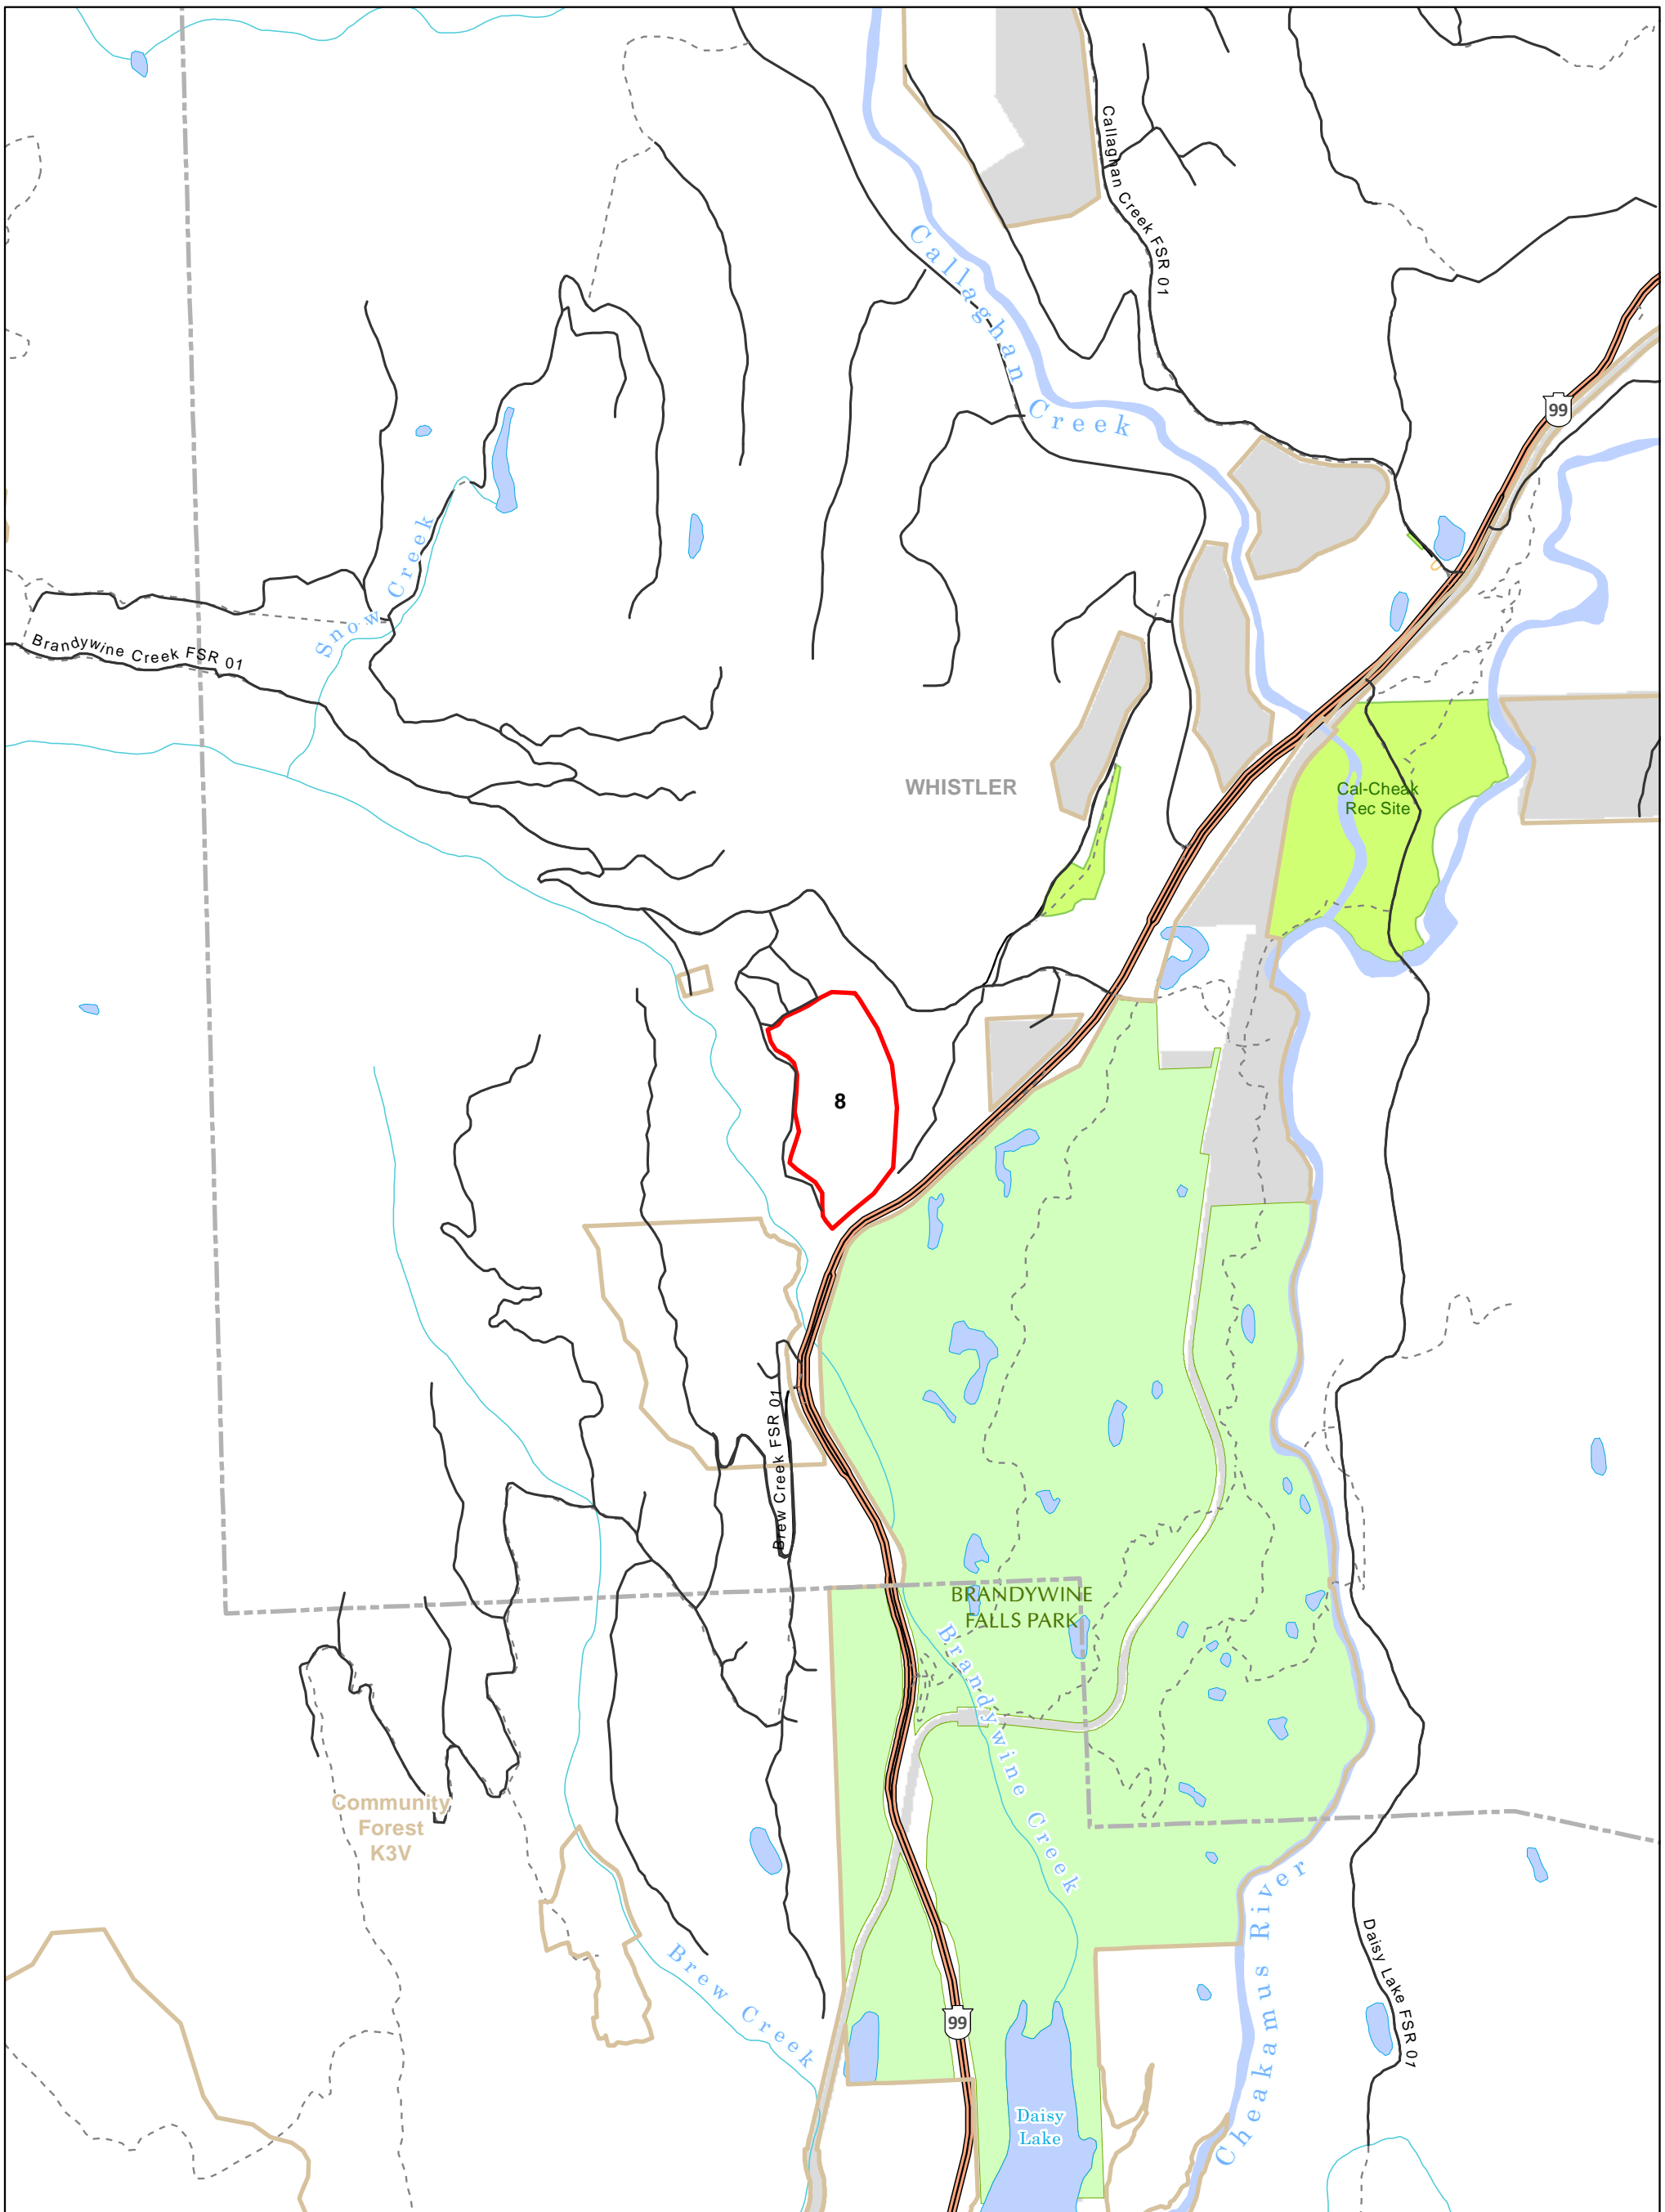 Callaghan Creek FSR 01
Callaghan
Creek
99
Snow Creek
Brandywine Creek FSR 01
WHISTLER
Cal-Cheak
Rec Site
8
Brew Creek FSR 01
BRANDYWINE
FALLS PARK
Brandywine Creek
Community
Forest
K3V
Cheakamus River
Daisy Lake FSR 01
Brew Creek
99
Daisy
Lake